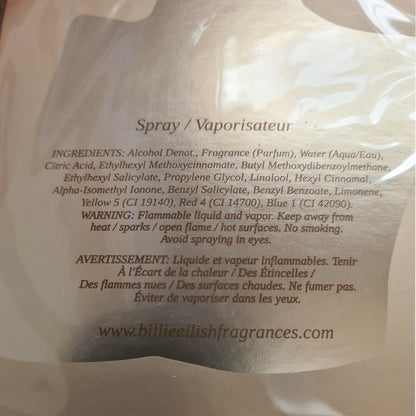 Spray / Vaporisateur
INGREDIENTS: Alcohol Denat., Fragrance (Parfum), Water (Aqua/Eau),
Citric Acid, Ethylhexyl Methoxycinnamate, Butyl Methoxydibenzoylmethane,
Ethylhexyl Salicylate, Propylene Glycol, Linalool, Hexyl Cinnamal,
Alpha-Isomethyl Ionone, Benzyl Salicylate, Benzyl Benzoate, Limonene,
Yellow 5 (CI 19140), Red 4 (CI 14700), Blue 1 (CI 42090).
WARNING: Flammable liquid and vapor. Keep away from
heat / sparks / open flame / hot surfaces. No smoking.
Avoid spraying in eyes.
AVERTISSEMENT: Liquide et vapeur inflammables. Tenir
À l'Écart de la chaleur / Des Étincelles /
Des flammes nues / Des surfaces chaudes. Ne fumer pas.
Éviter de vaporiser dans les yeux.
www.billieeilishfragrances.com